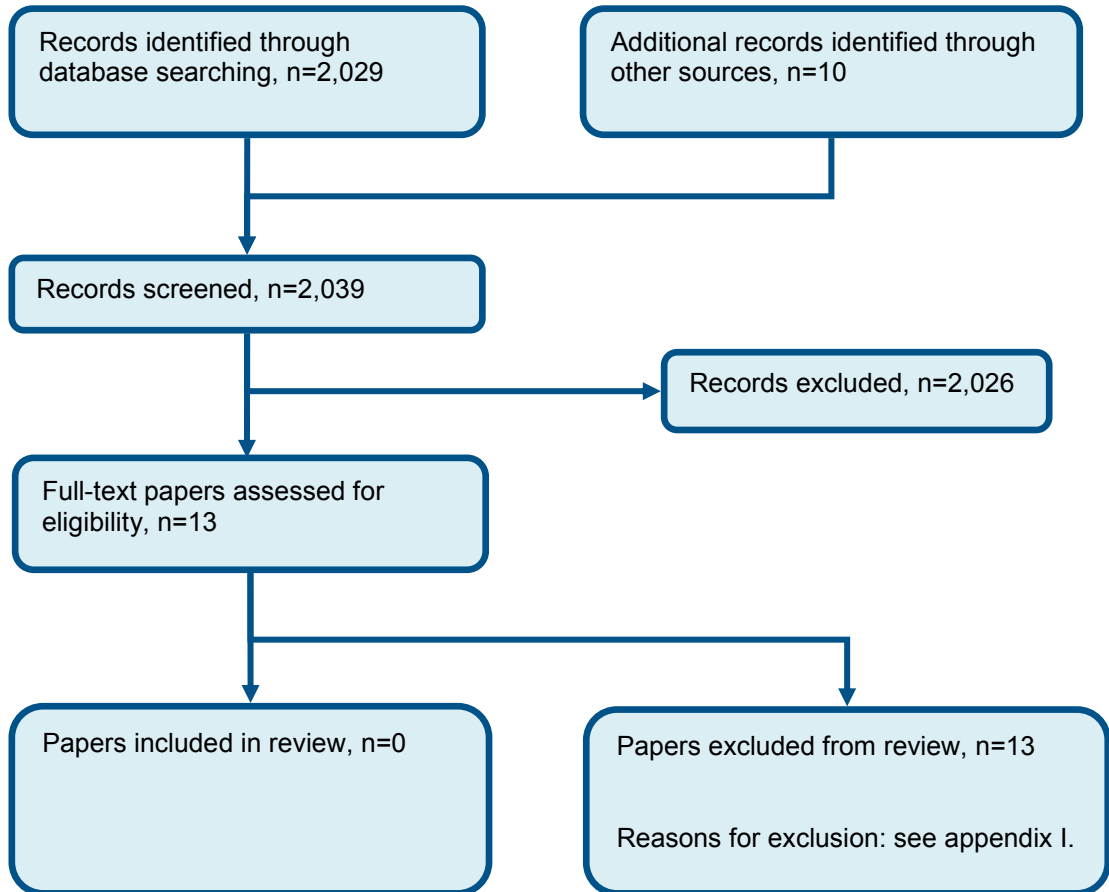 Records identified through
database searching, n=2,029
Additional records identified through
other sources, n=10
Records screened, n=2,039
Records excluded, n=2,026
Full-text papers assessed for
eligibility, n=13
Papers included in review, n=0
Papers excluded from review, n=13
Reasons for exclusion: see appendix I.